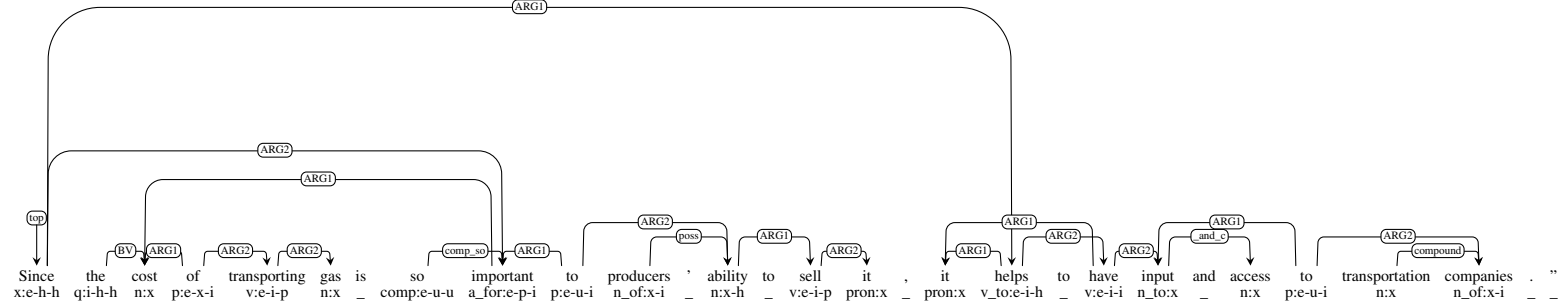 ARG1
ARG2
ARG1
top ARG2 ARG1 ARG1
BV ARG1 ARG2 ARG2 comp_so ARG1 poss ARG1 ARG2 ARG1 ARG2 ARG2 _and_c ARG2 compound
Since the cost of transporting gas is so important to producers ’ ability to sell it , it helps to have input and access to transportation companies . ”
x:e-h-h q:i-h-h n:x p:e-x-i v:e-i-p n:x _ comp:e-u-u a_for:e-p-i p:e-u-i n_of:x-i _ n:x-h _ v:e-i-p pron:x _ pron:x v_to:e-i-h _ v:e-i-i n_to:x _ n:x p:e-u-i n:x n_of:x-i _ _